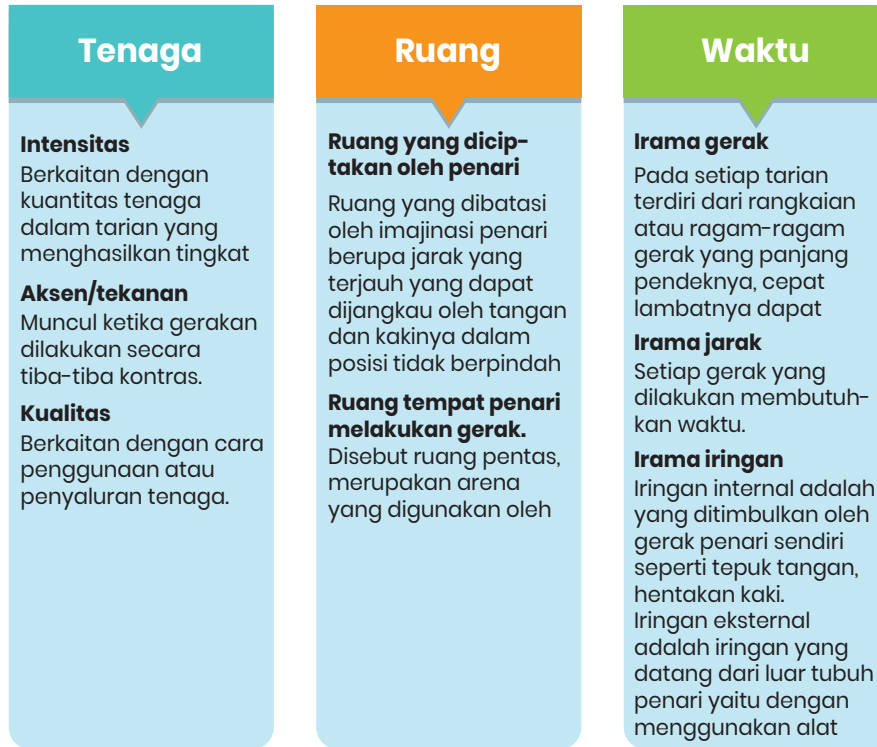 Tenaga
Intensitas
Berkaitan dengan
kuantitas tenaga
dalam tarian yang
menghasilkan tingkat
Aksen/tekanan
Muncul ketika gerakan
dilakukan secara
tiba-tiba kontras.
Kualitas
Berkaitan dengan cara
penggunaan atau
penyaluran tenaga.
Ruang
Ruang yang dicip-
takan oleh penari
Ruang yang dibatasi
oleh imajinasi penari
berupa jarak yang
terjauh yang dapat
dijangkau oleh tangan
dan kakinya dalam
posisi tidak berpindah
Ruang tempat penari
melakukan gerak.
Disebut ruang pentas,
merupakan arena
yang digunakan oleh
Waktu
Irama gerak
Pada setiap tarian
terdiri dari rangkaian
atau ragam-ragam
gerak yang panjang
pendeknya, cepat
lambatnya dapat
Irama jarak
Setiap gerak yang
dilakukan membutuh-
kan waktu.
Irama iringan
Iringan internal adalah
yang ditimbulkan oleh
gerak penari sendiri
seperti tepuk tangan,
hentakan kaki.
Iringan eksternal
adalah iringan yang
datang dari luar tubuh
penari yaitu dengan
menggunakan alat